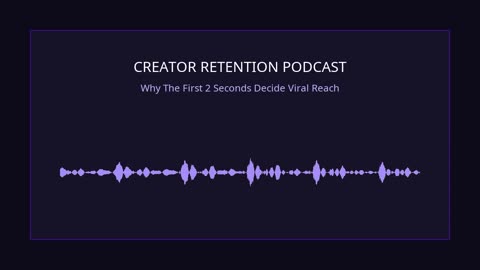 CREATOR RETENTION PODCAST
Why The First 2 Seconds Decide Viral Reach